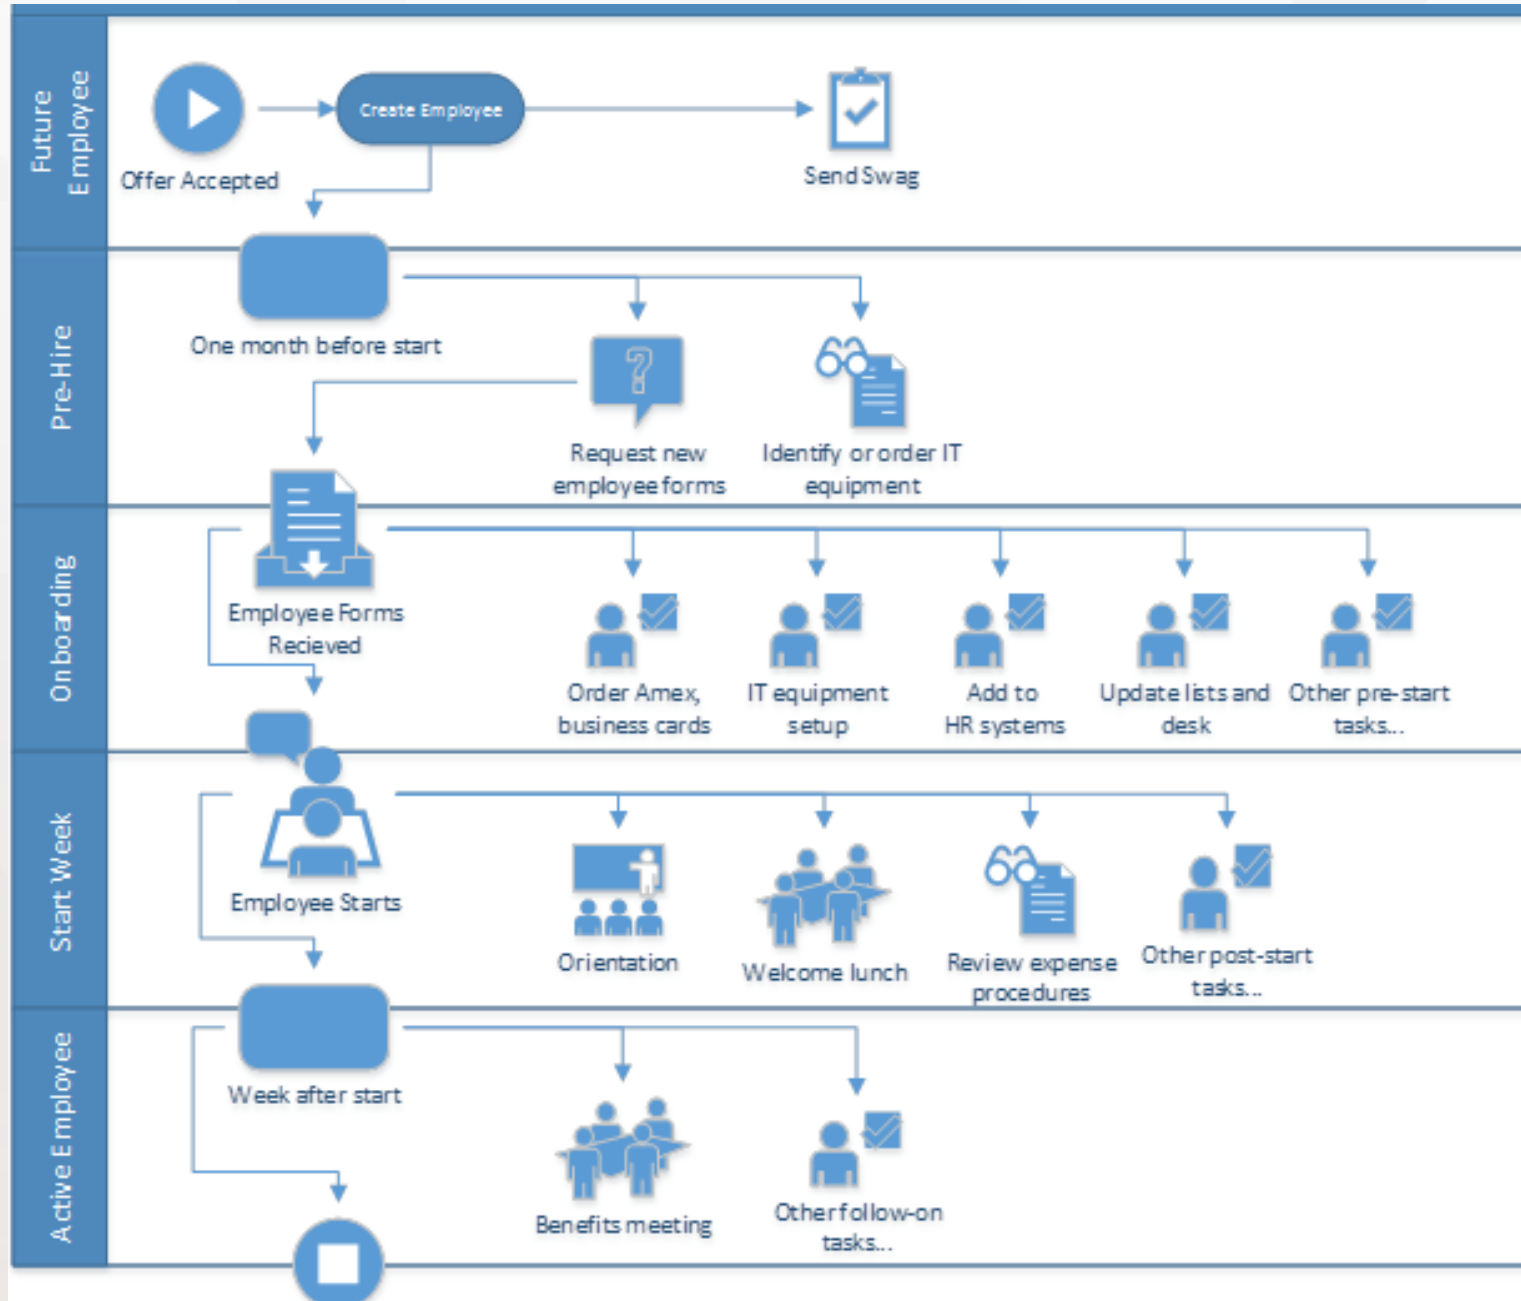 Future
Employee
Create Employee
Offer Accepted
Send Swag
Pre-Hire
One month before start
?
Request new
employee forms
Identify or order IT
equipment
Onboarding
Employee Forms
Recieved
Order Amex,
business cards
IT equipment
setup
Add to
HR systems
Update lists and
desk
Other pre-start
tasks...
Start Week
Employee Starts
Orientation
Welcome lunch
Review expense
procedures
Other post-start
tasks...
Active Employee
Week after start
Benefits meeting
Other follow-on
tasks...